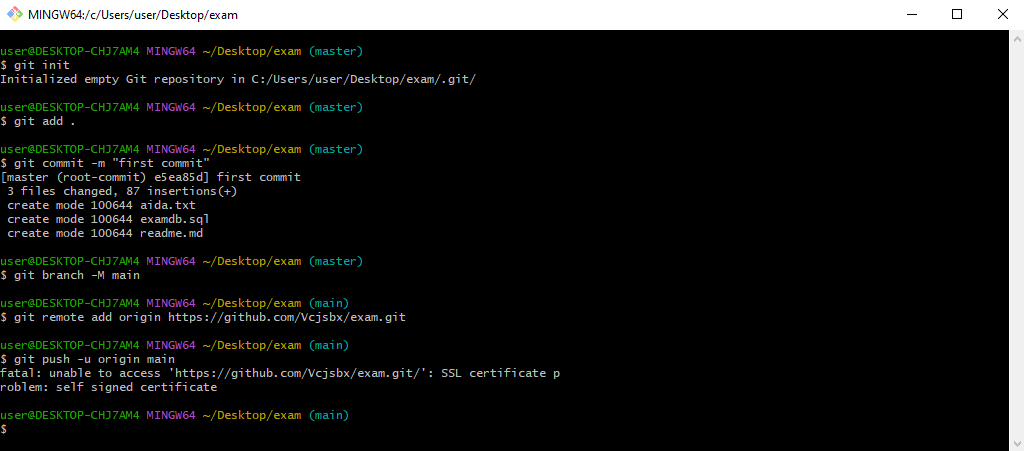 MINGW64:/c/Users/user/Desktop/exam
user@DESKTOP-CHJ7AM4 MINGW64 ~/Desktop/exam (master)
$ git init
Initialized empty Git repository in C:/Users/user/Desktop/exam/.git/
user@DESKTOP-CHJ7AM4 MINGW64 ~/Desktop/exam (master)
$ git add .
user@DESKTOP-CHJ7AM4 MINGW64 ~/Desktop/exam (master)
$ git commit -m "first commit"
[master (root-commit) e5ea85d] first commit
 3 files changed, 87 insertions(+)
 create mode 100644 aida.txt
 create mode 100644 examdb.sql
 create mode 100644 readme.md
user@DESKTOP-CHJ7AM4 MINGW64 ~/Desktop/exam (master)
$ git branch -M main
user@DESKTOP-CHJ7AM4 MINGW64 ~/Desktop/exam (main)
$ git remote add origin https://github.com/Vcjsbx/exam.git
user@DESKTOP-CHJ7AM4 MINGW64 ~/Desktop/exam (main)
$ git push -u origin main
fatal: unable to access 'https://github.com/Vcjsbx/exam.git/': SSL certificate p
roblem: self signed certificate
user@DESKTOP-CHJ7AM4 MINGW64 ~/Desktop/exam (main)
$